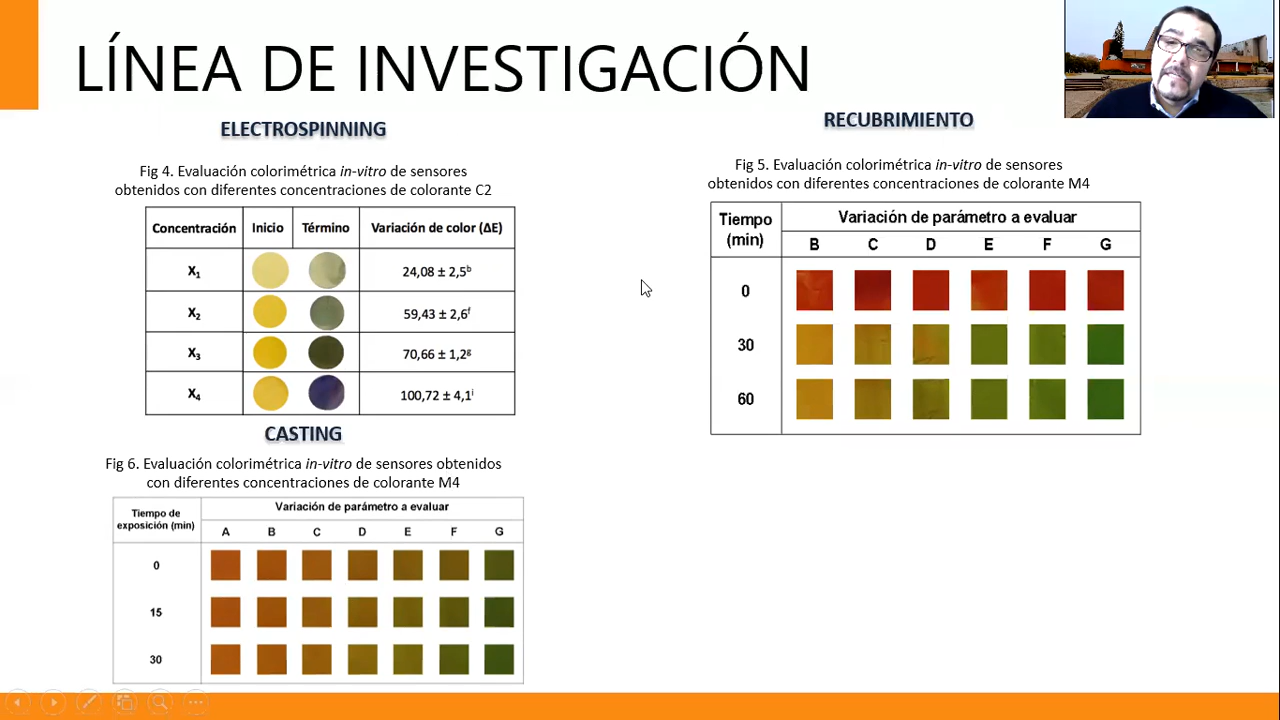 LÍNEA DE INVESTIGACIÓN
ELECTROSPINNING
Fig 4. Evaluación colorimétrica in-vitro de sensores
obtenidos con diferentes concentraciones de colorante C2
Concentración Inicio Término Variación de color (ΔE)
X₁ 24,08 ± 2,5ᵇ
X₂ 59,43 ± 2,6ᶠ
X₃ 70,66 ± 1,2ᵍ
X₄ 100,72 ± 4,1ⁱ
CASTING
Fig 6. Evaluación colorimétrica in-vitro de sensores obtenidos
con diferentes concentraciones de colorante M4
Tiempo de
exposición (min)
Variación de parámetro a evaluar
A B C D E F G
0
15
30
RECUBRIMIENTO
Fig 5. Evaluación colorimétrica in-vitro de sensores
obtenidos con diferentes concentraciones de colorante M4
Tiempo
(min)
Variación de parámetro a evaluar
B C D E F G
0
30
60